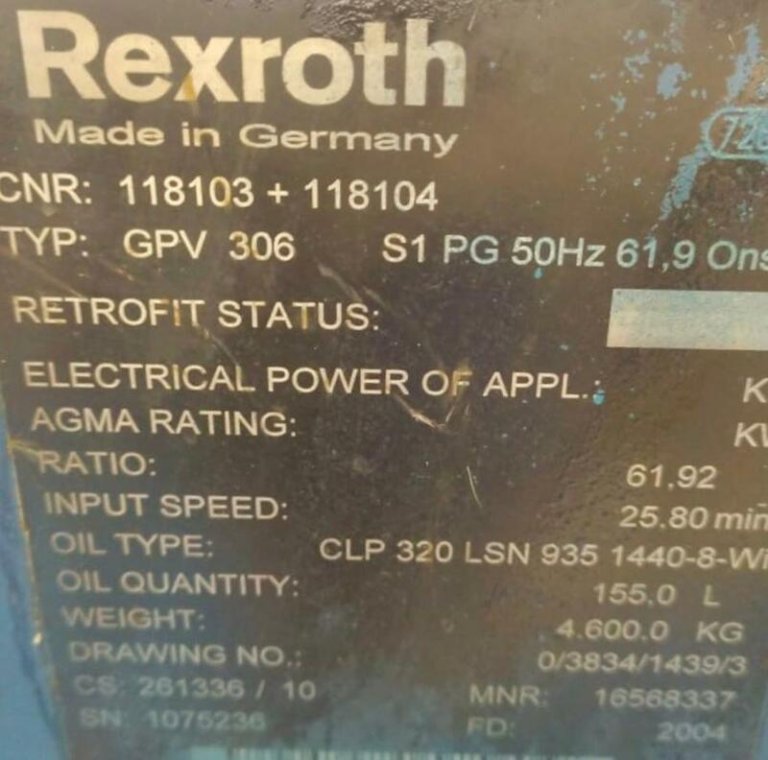 Rexroth
Made in Germany
CNR: 118103 + 118104
TYP: GPV 306 S1 PG 50Hz 61,9 Ons
RETROFIT STATUS:
ELECTRICAL POWER OF APPL.:
AGMA RATING:
RATIO: 61.92
INPUT SPEED: 25.80 min
OIL TYPE: CLP 320 LSN 935 1440-8-Wi
OIL QUANTITY: 155.0 L
WEIGHT: 4.600.0 KG
DRAWING NO.: 0/3834/1439/3
CS: 261336 / 10 MNR: 16568337
SN: 1075236 FD: 2004